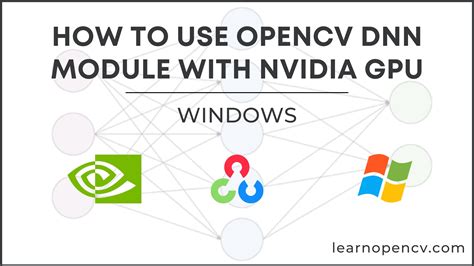 HOW TO USE OPENCV DNN
MODULE WITH NVIDIA GPU
WINDOWS
learnopencv.com